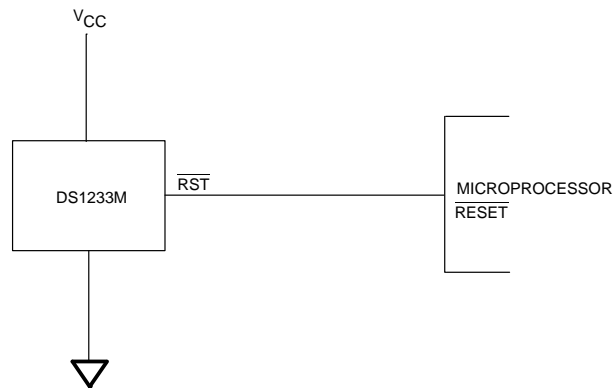 VCC
RST
DS1233M
MICROPROCESSOR
RESET